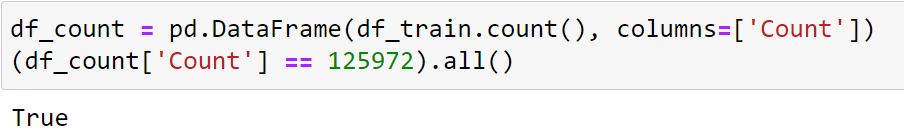 df_count = pd.DataFrame(df_train.count(), columns=['Count'])
(df_count['Count'] == 125972).all()
True